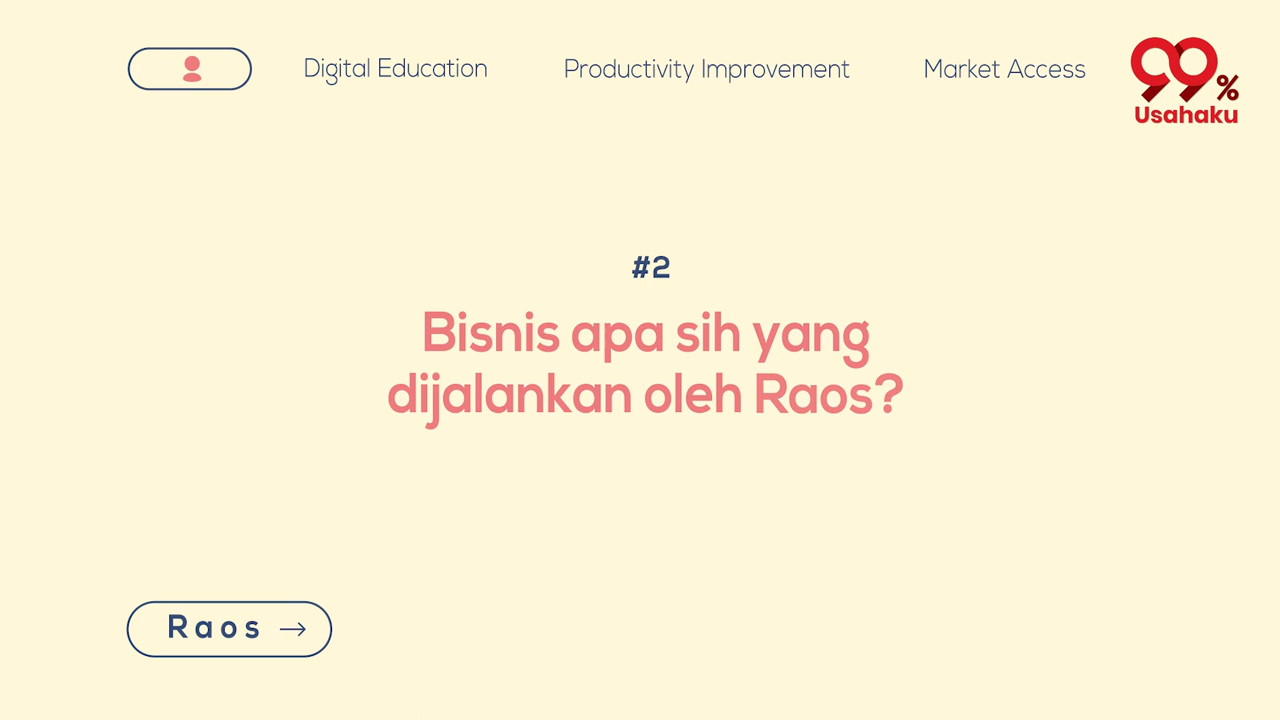 Digital Education
Productivity Improvement
Market Access
99%
Usahaku
#2
Bisnis apa sih yang
dijalankan oleh Raos?
Raos →